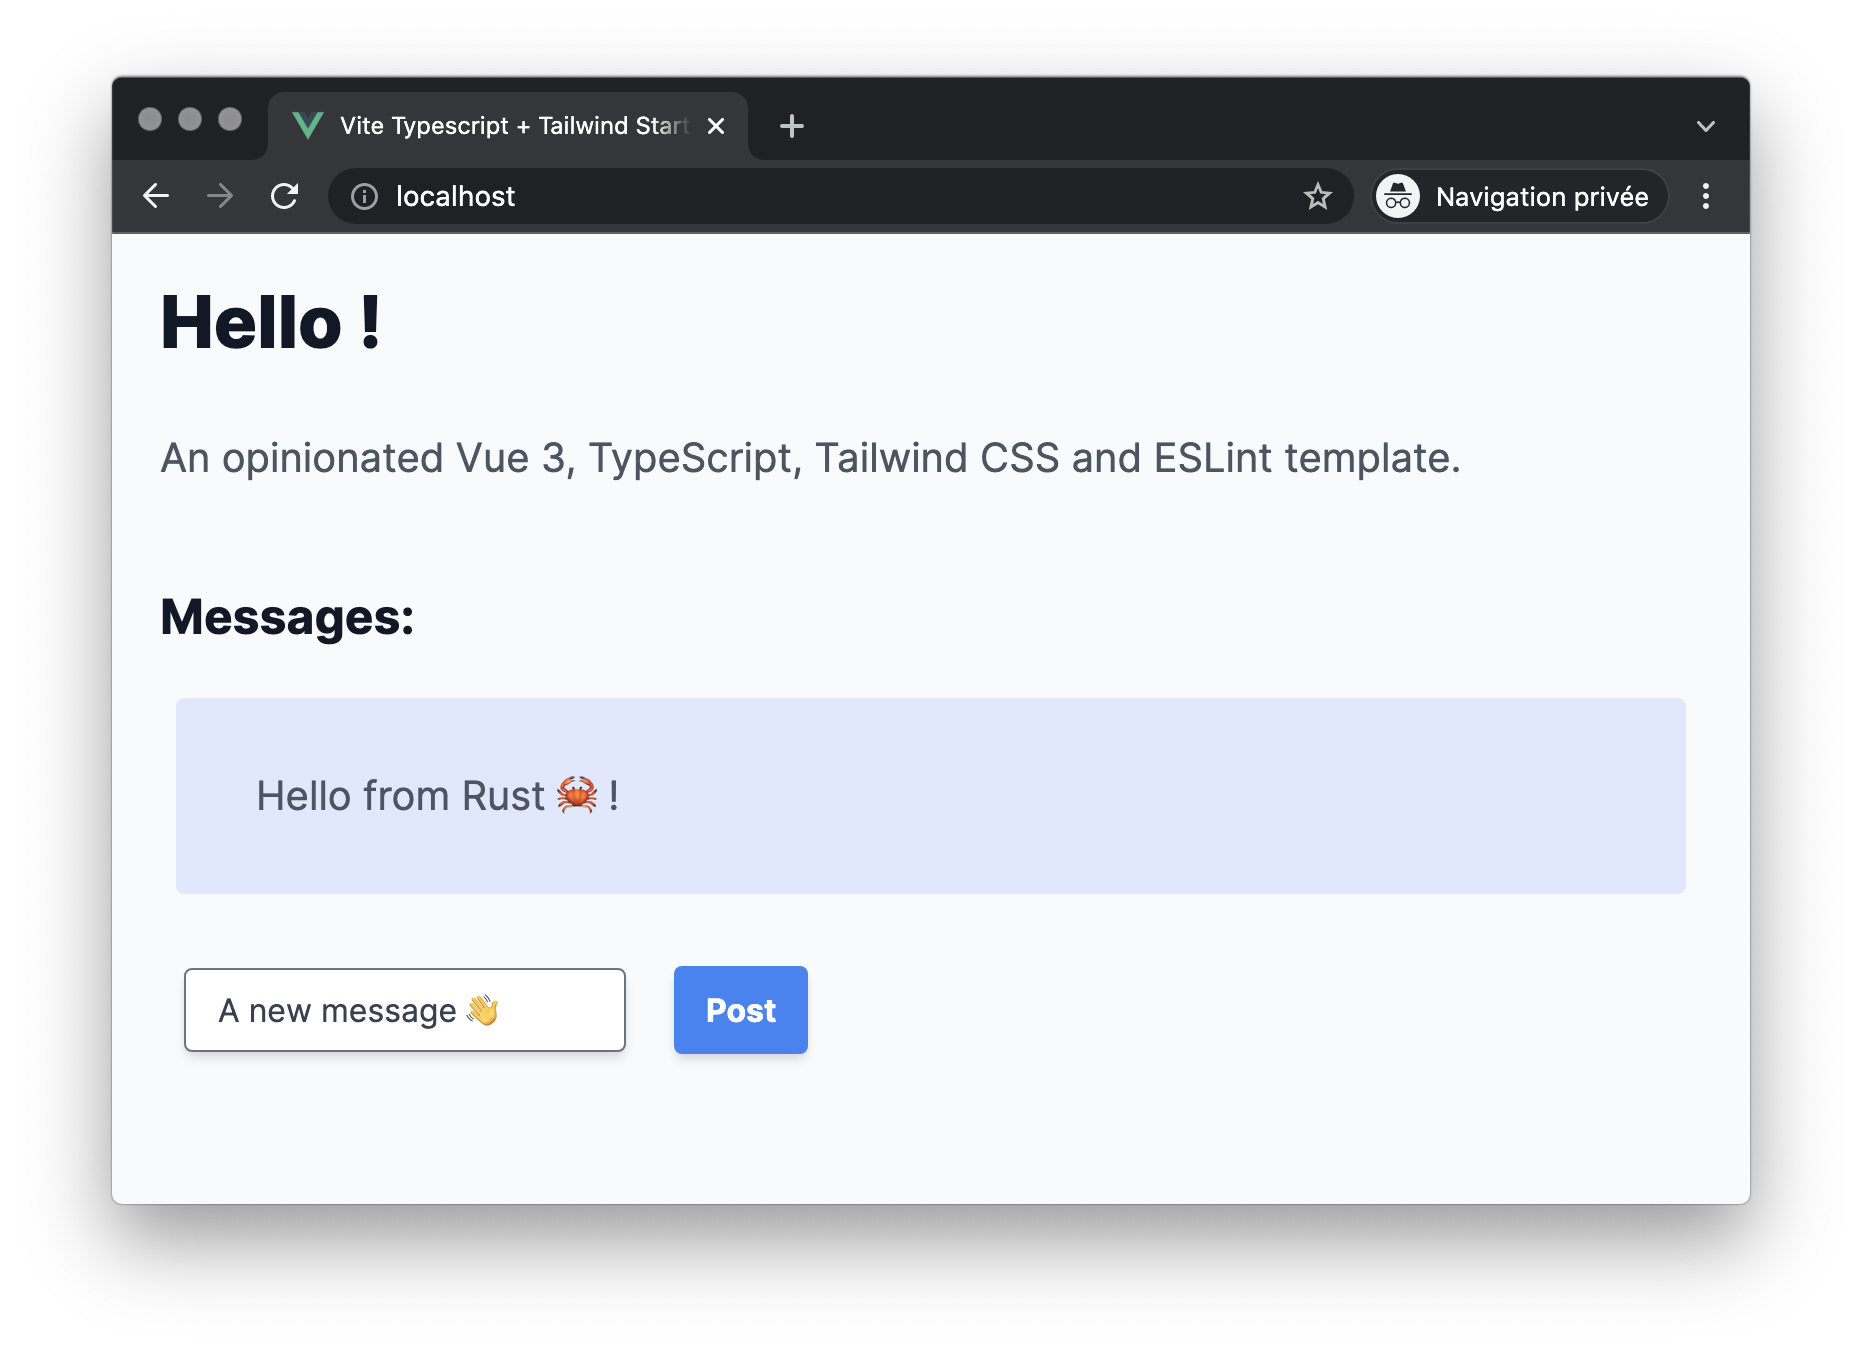 Vite Typescript + Tailwind Start
localhost
Navigation privée
Hello !
An opinionated Vue 3, TypeScript, Tailwind CSS and ESLint template.
Messages:
Hello from Rust 🦀 !
A new message 👋
Post